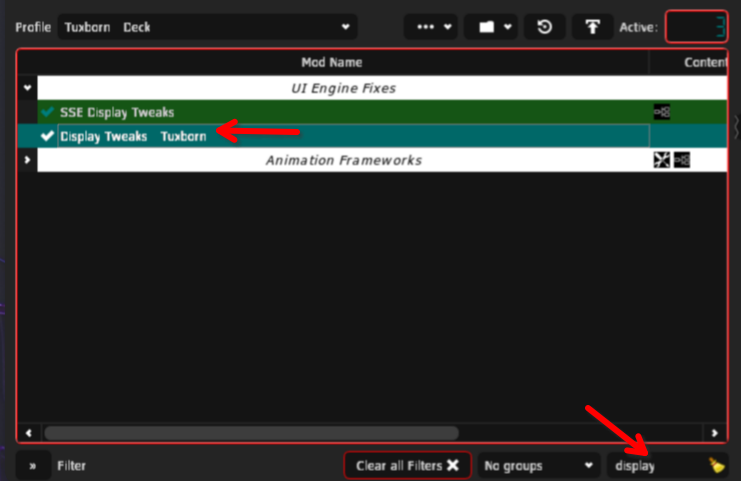 Profile Tuxborn Deck Active: 3
Mod Name Content
UI Engine Fixes
SSE Display Tweaks
Display Tweaks Tuxborn
Animation Frameworks
» Filter Clear all Filters No groups display